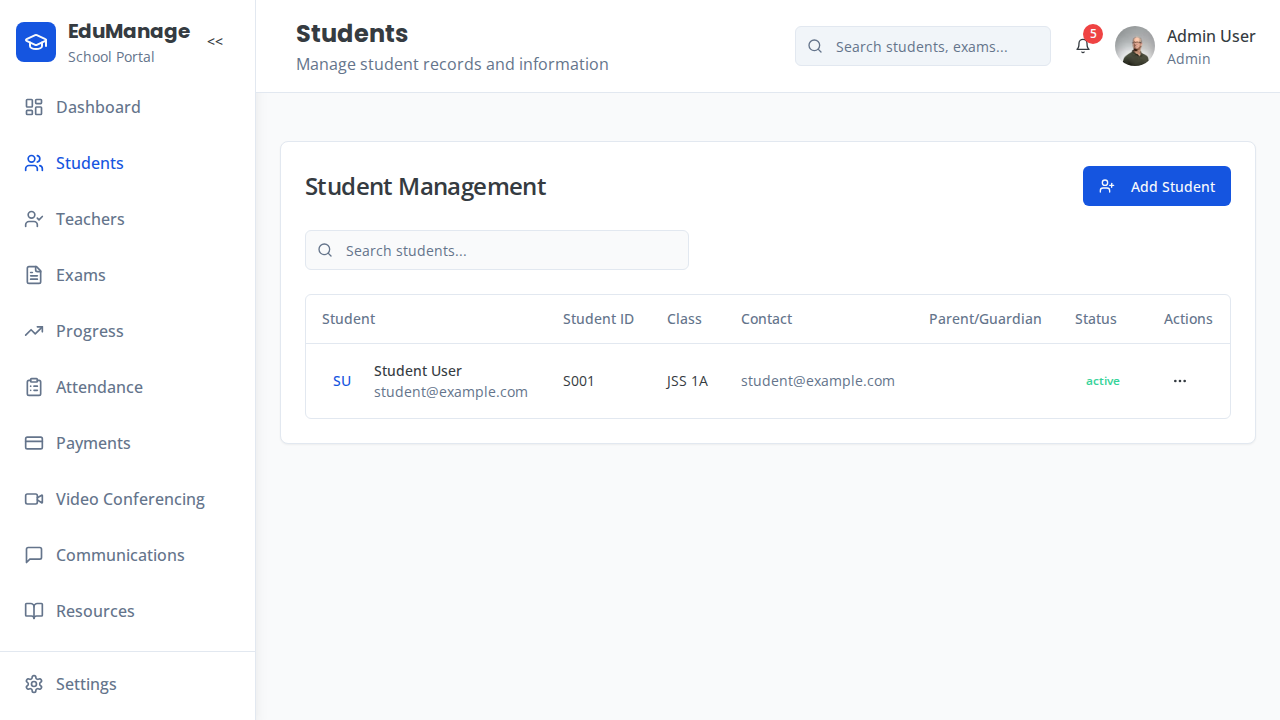 EduManage
School Portal
<<
Dashboard
Students
Teachers
Exams
Progress
Attendance
Payments
Video Conferencing
Communications
Resources
Settings
Students
Manage student records and information
Search students, exams...
5
Admin User
Admin
Student Management
Add Student
Search students...
Student Student ID Class Contact Parent/Guardian Status Actions
SU Student User student@example.com S001 JSS 1A student@example.com active